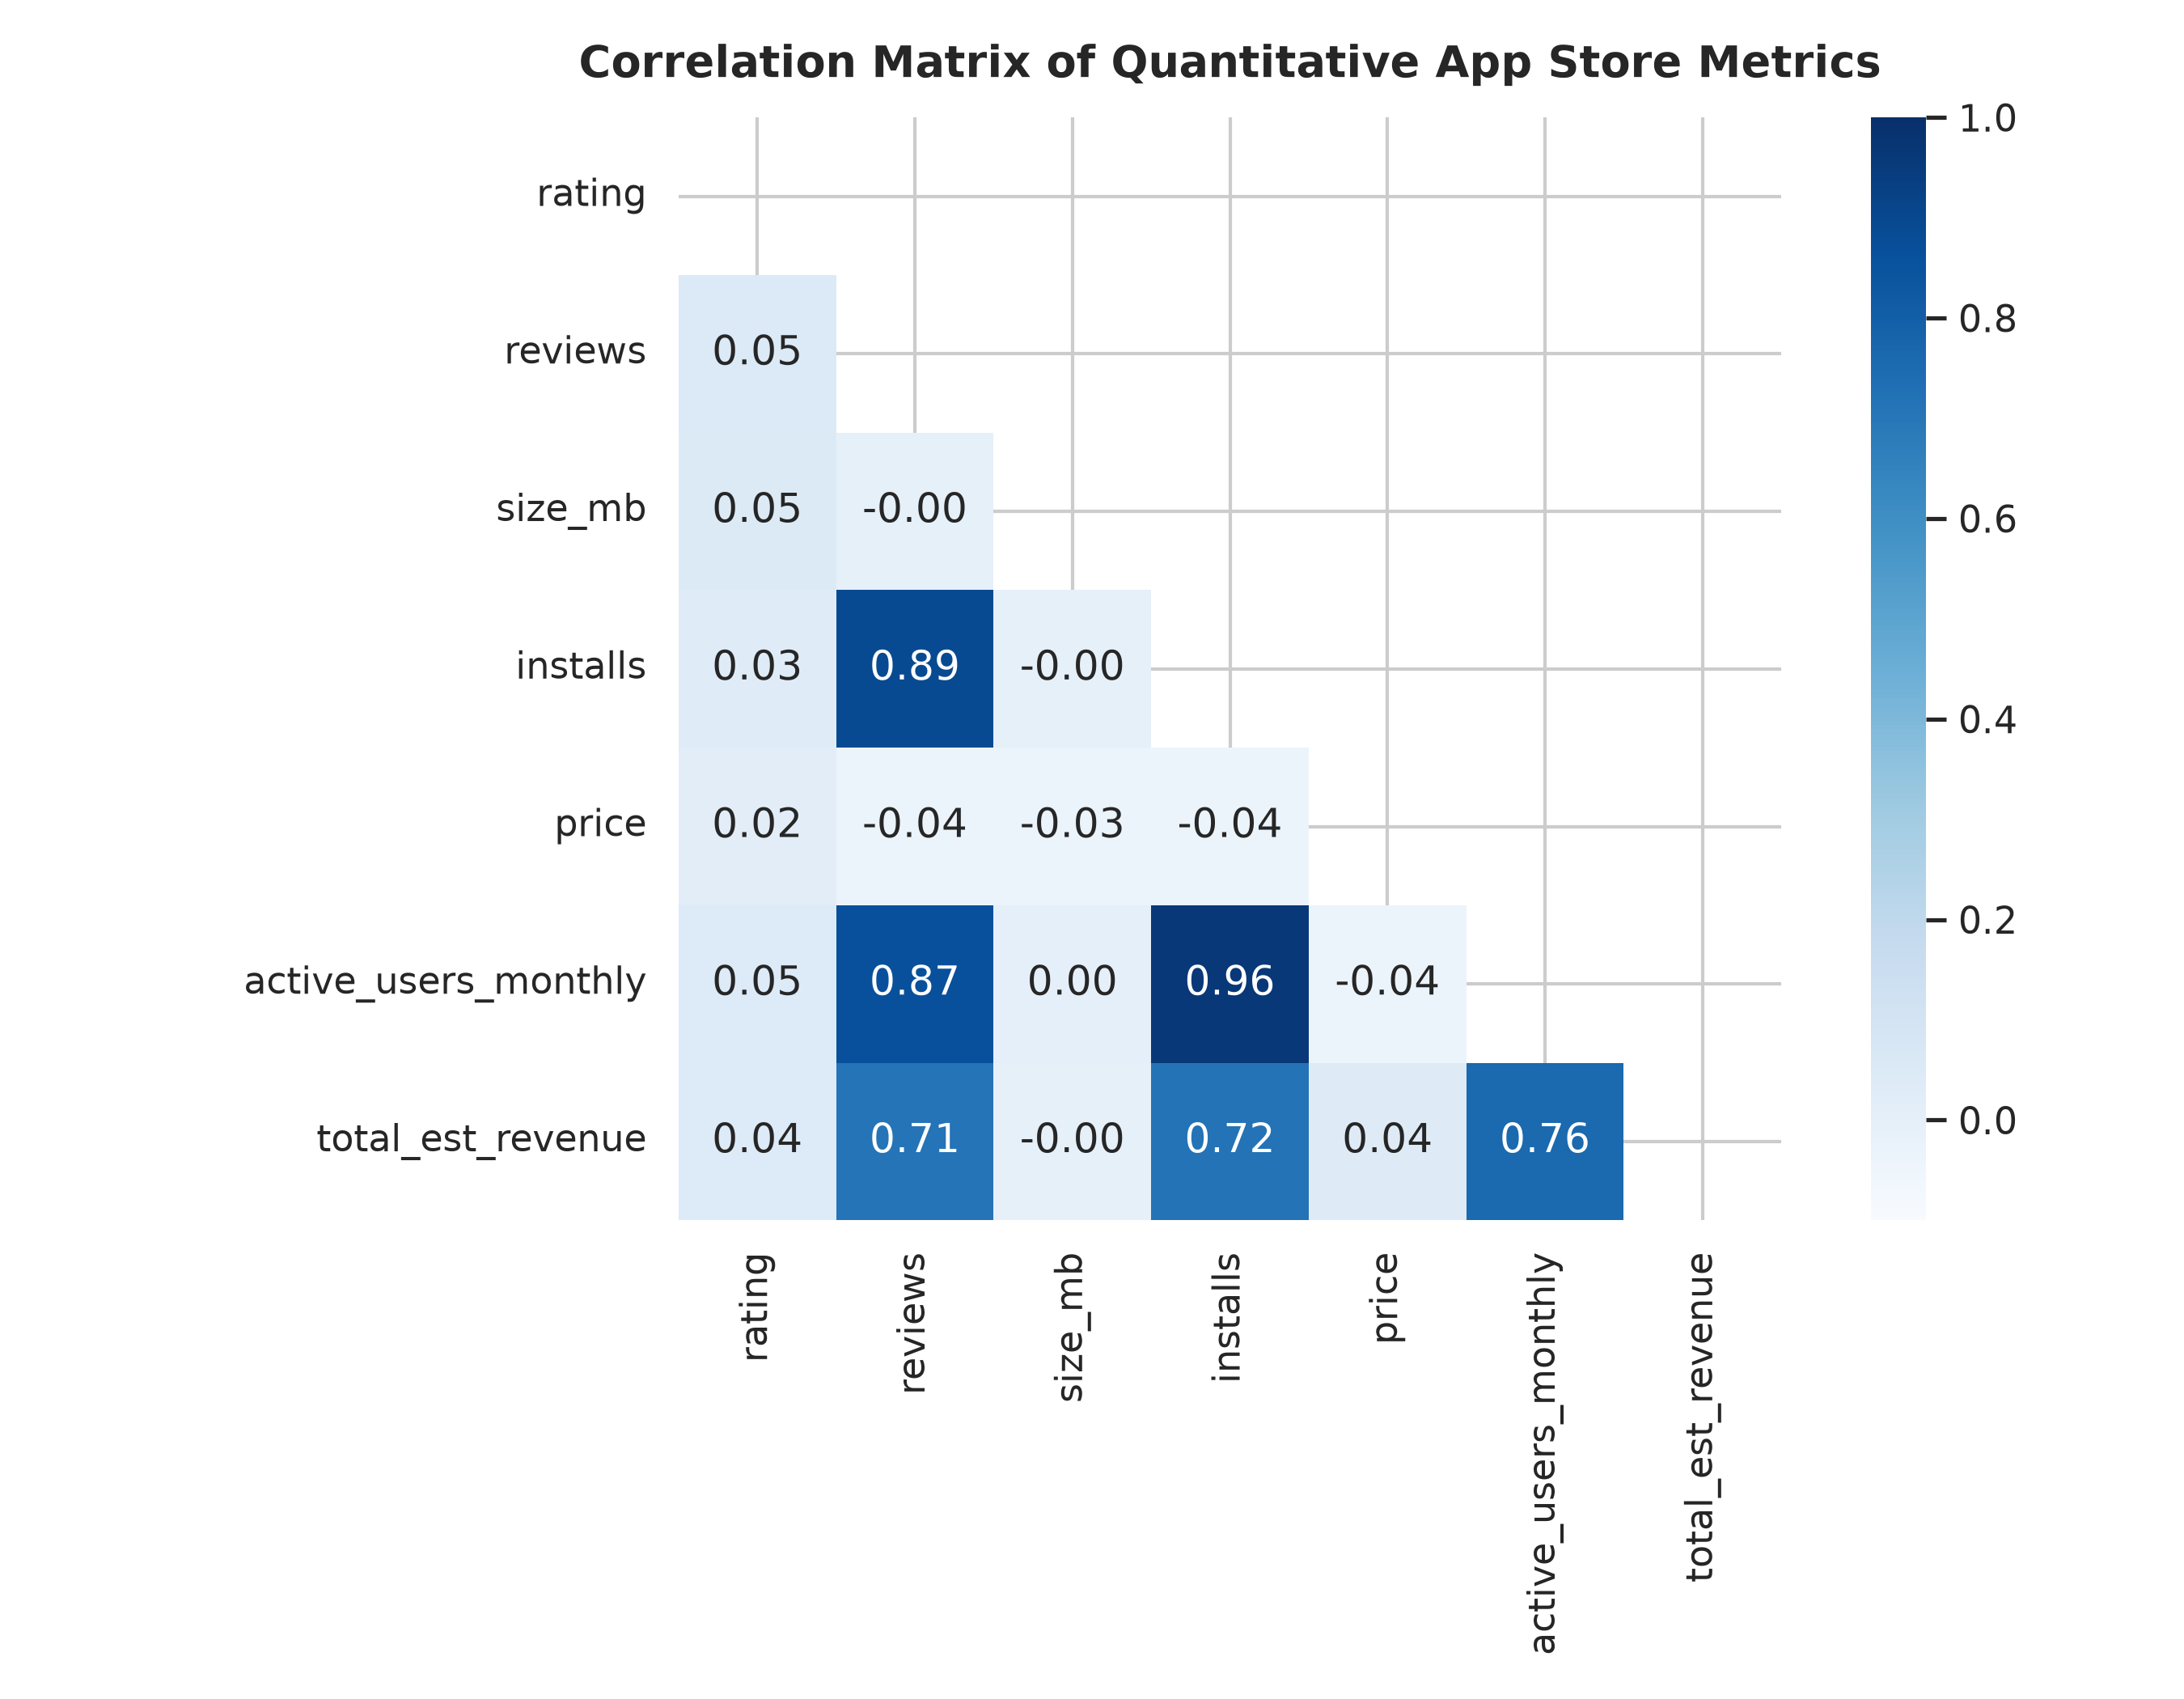 Correlation Matrix of Quantitative App Store Metrics
1.0
rating
0.8
reviews 0.05
size_mb 0.05 -0.00
0.6
installs 0.03 0.89 -0.00
0.4
price 0.02 -0.04 -0.03 -0.04
0.2
active_users_monthly 0.05 0.87 0.00 0.96 -0.04
0.0
total_est_revenue 0.04 0.71 -0.00 0.72 0.04 0.76
rating
reviews
size_mb
installs
price
active_users_monthly
total_est_revenue